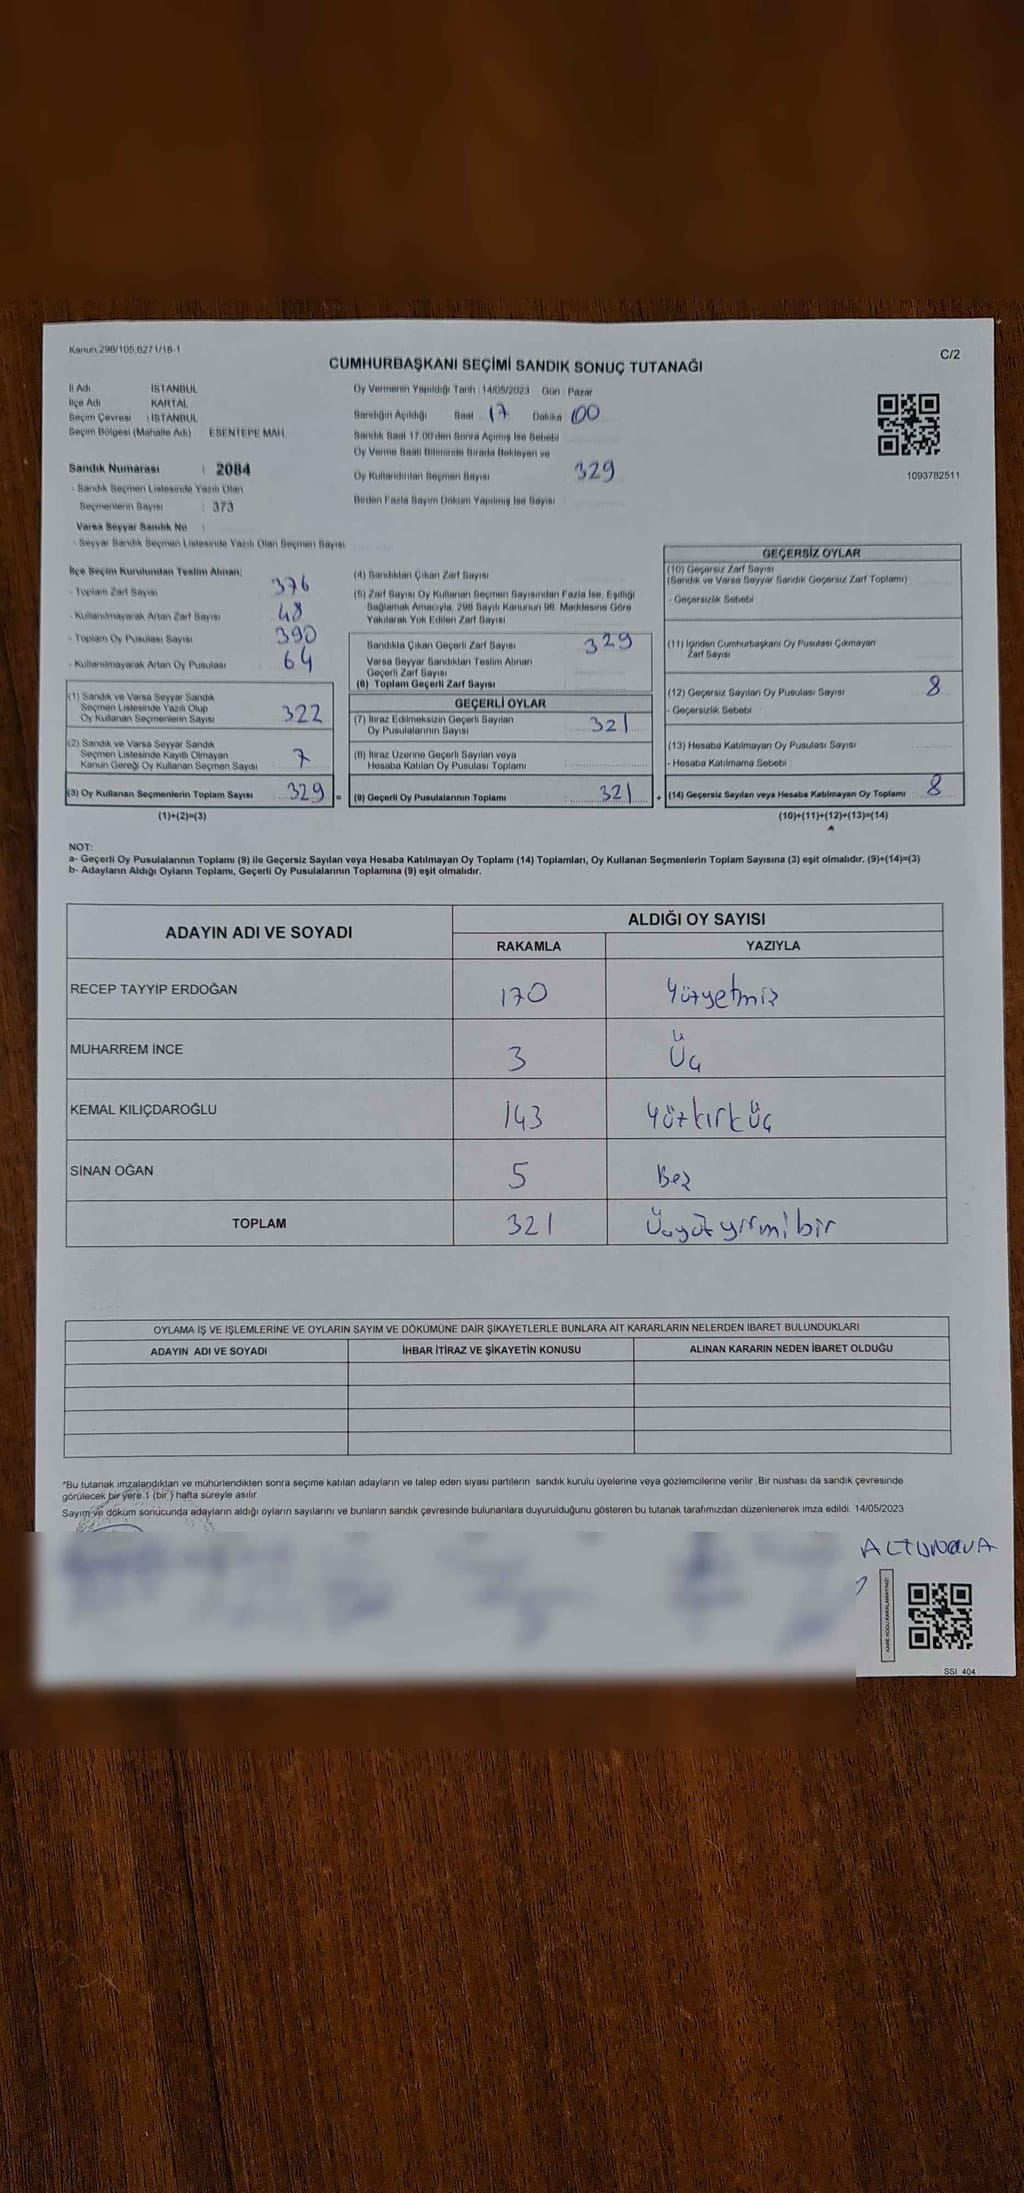 Kanun,298/105,6271/18-1
C/2
CUMHURBAŞKANI SEÇİMİ SANDIK SONUÇ TUTANAĞI
İl Adı : İSTANBUL
İlçe Adı KARTAL
Seçim Çevresi : İSTANBUL
Seçim Bölgesi (Mahalle Adı) ESENTEPE MAH.
Sandık Numarası : 2084
- Sandık Seçmen Listesinde Yazılı Olan
Seçmenlerin Sayısı : 373
Varsa Seyyar Sandık No :
- Seyyar Sandık Seçmen Listesinde Yazılı Olan Seçmen Sayısı
Oy Vermenin Yapıldığı Tarih : 14/05/2023 Gün : Pazar
Sandığın Açıldığı Saat 17 Dakika 00
Sandık Saat 17:00'den Sonra Açımış İse Sebebi
Oy Verme Saati Bitiminde Sırada Bekleyen ve
Oy Kullandırılan Seçmen Sayısı 329
Birden Fazla Sayım Döküm Yapılmış İse Sayısı
1093782511
İlçe Seçim Kurulundan Teslim Alınan;
- Toplam Zarf Sayısı 376
- Kullanılmayarak Artan Zarf Sayısı 48
- Toplam Oy Pusulası Sayısı 390
- Kullanılmayarak Artan Oy Pusulası 64
(1) Sandık ve Varsa Seyyar Sandık
Seçmen Listesinde Yazılı Olup
Oy Kullanan Seçmenlerin Sayısı 322
(2) Sandık ve Varsa Seyyar Sandık
Seçmen Listesinde Kayıtlı Olmayan
Kanun Gereği Oy Kullanan Seçmen Sayısı 7
(3) Oy Kullanan Seçmenlerin Toplam Sayısı 329 =
(1)+(2)=(3)
(4) Sandıktan Çıkan Zarf Sayısı
(5) Zarf Sayısı Oy Kullanan Seçmen Sayısından Fazla İse, Eşitliği
Sağlamak Amacıyla, 298 Sayılı Kanunun 98. Maddesine Göre
Yakılarak Yok Edilen Zarf Sayısı
Sandıkta Çıkan Geçerli Zarf Sayısı 329
Varsa Seyyar Sandıktan Teslim Alınan
Geçerli Zarf Sayısı
(6) Toplam Geçerli Zarf Sayısı
GEÇERLİ OYLAR
(7) İtiraz Edilmeksizin Geçerli Sayılan
Oy Pusulalarının Sayısı 321
(8) İtiraz Üzerine Geçerli Sayılan veya
Hesaba Katılan Oy Pusulası Toplamı
(9) Geçerli Oy Pusulalarının Toplamı 321 +
GEÇERSİZ OYLAR
(10) Geçersiz Zarf Sayısı
(Sandık ve Varsa Seyyar Sandık Geçersiz Zarf Toplamı)
- Geçersizlik Sebebi
(11) İçinden Cumhurbaşkanı Oy Pusulası Çıkmayan
Zarf Sayısı
(12) Geçersiz Sayılan Oy Pusulası Sayısı 8
- Geçersizlik Sebebi
(13) Hesaba Katılmayan Oy Pusulası Sayısı
- Hesaba Katılmama Sebebi
(14) Geçersiz Sayılan veya Hesaba Katılmayan Oy Toplamı : 8
(10)+(11)+(12)+(13)=(14)
NOT:
a- Geçerli Oy Pusulalarının Toplamı (9) ile Geçersiz Sayılan veya Hesaba Katılmayan Oy Toplamı (14) Toplamları, Oy Kullanan Seçmenlerin Toplam Sayısına (3) eşit olmalıdır. (9)+(14)=(3)
b- Adayların Aldığı Oyların Toplamı, Geçerli Oy Pusulalarının Toplamına (9) eşit olmalıdır.
ADAYIN ADI VE SOYADI ALDIĞI OY SAYISI
RAKAMLA YAZIYLA
RECEP TAYYİP ERDOĞAN 170 Yüzyetmiş
MUHARREM İNCE 3 Üç
KEMAL KILIÇDAROĞLU 143 Yüzkırk Üç
SİNAN OĞAN 5 Beş
TOPLAM 321 Üçyüz yirmi bir
OYLAMA İŞ VE İŞLEMLERİNE VE OYLARIN SAYIM VE DÖKÜMÜNE DAİR ŞİKAYETLERLE BUNLARA AİT KARARLARIN NELERDEN İBARET BULUNDUKLARI
ADAYIN ADI VE SOYADI İHBAR İTİRAZ VE ŞİKAYETİN KONUSU ALINAN KARARIN NEDEN İBARET OLDUĞU
*Bu tutanak imzalandıktan ve mühürlendikten sonra seçime katılan adayların ve talep eden siyasi partilerin sandık kurulu üyelerine veya gözlemcilerine verilir. Bir nüshası da sandık çevresinde
görülecek bir yere 1 (bir ) hafta süreyle asılır.
Sayım ve döküm sonucunda adayların aldığı oyların sayılarını ve bunların sandık çevresinde bulunanlara duyurulduğunu gösteren bu tutanak tarafımızdan düzenlenerek imza edildi. 14/05/2023
ALTUNOVA
KARE KODU KARALAMAYINIZ!
SSI_404